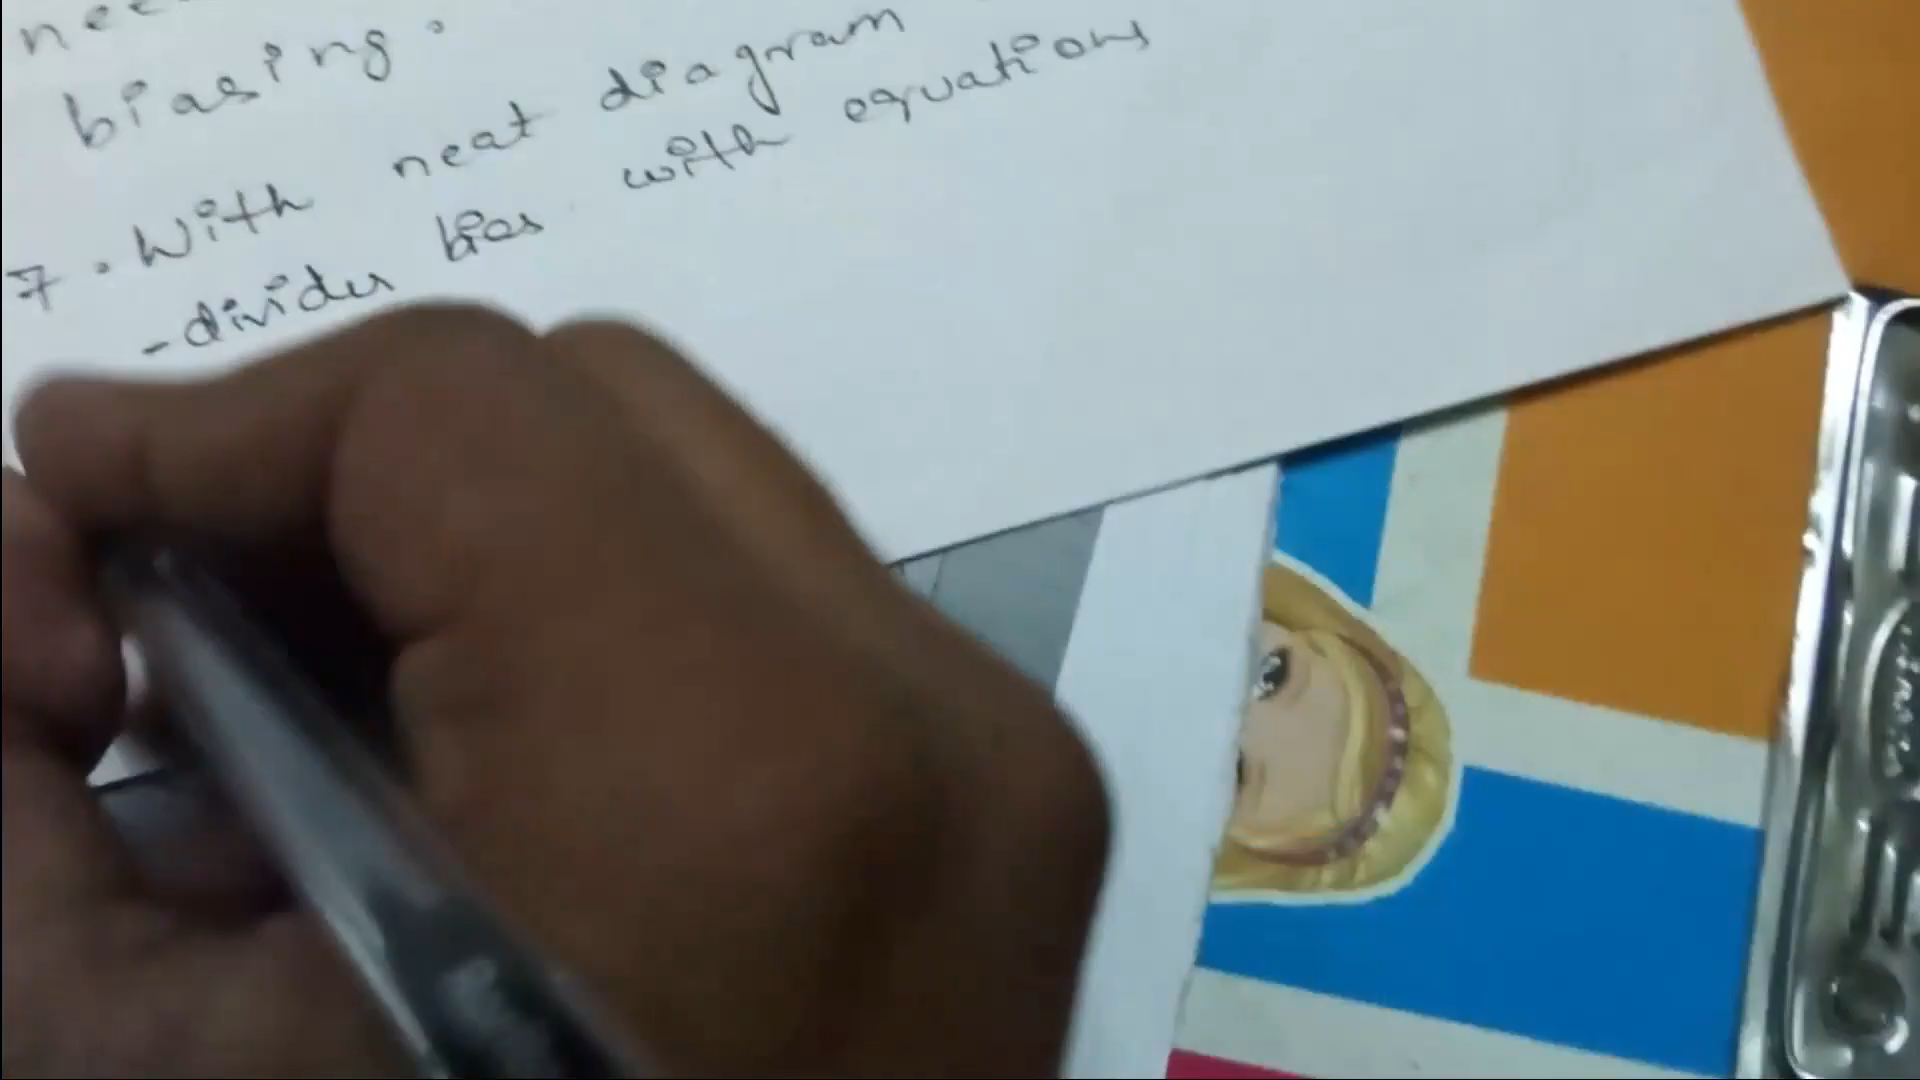 biasing.
7. With neat diagram
-divider bias with equations